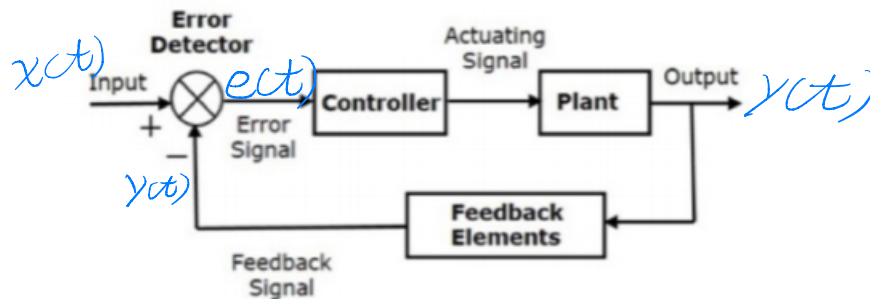 Error
Detector
x(t)
Input
+
−
e(t)
Error
Signal
Controller
Actuating
Signal
Plant
Output
y(t)
y(t)
Feedback
Elements
Feedback
Signal